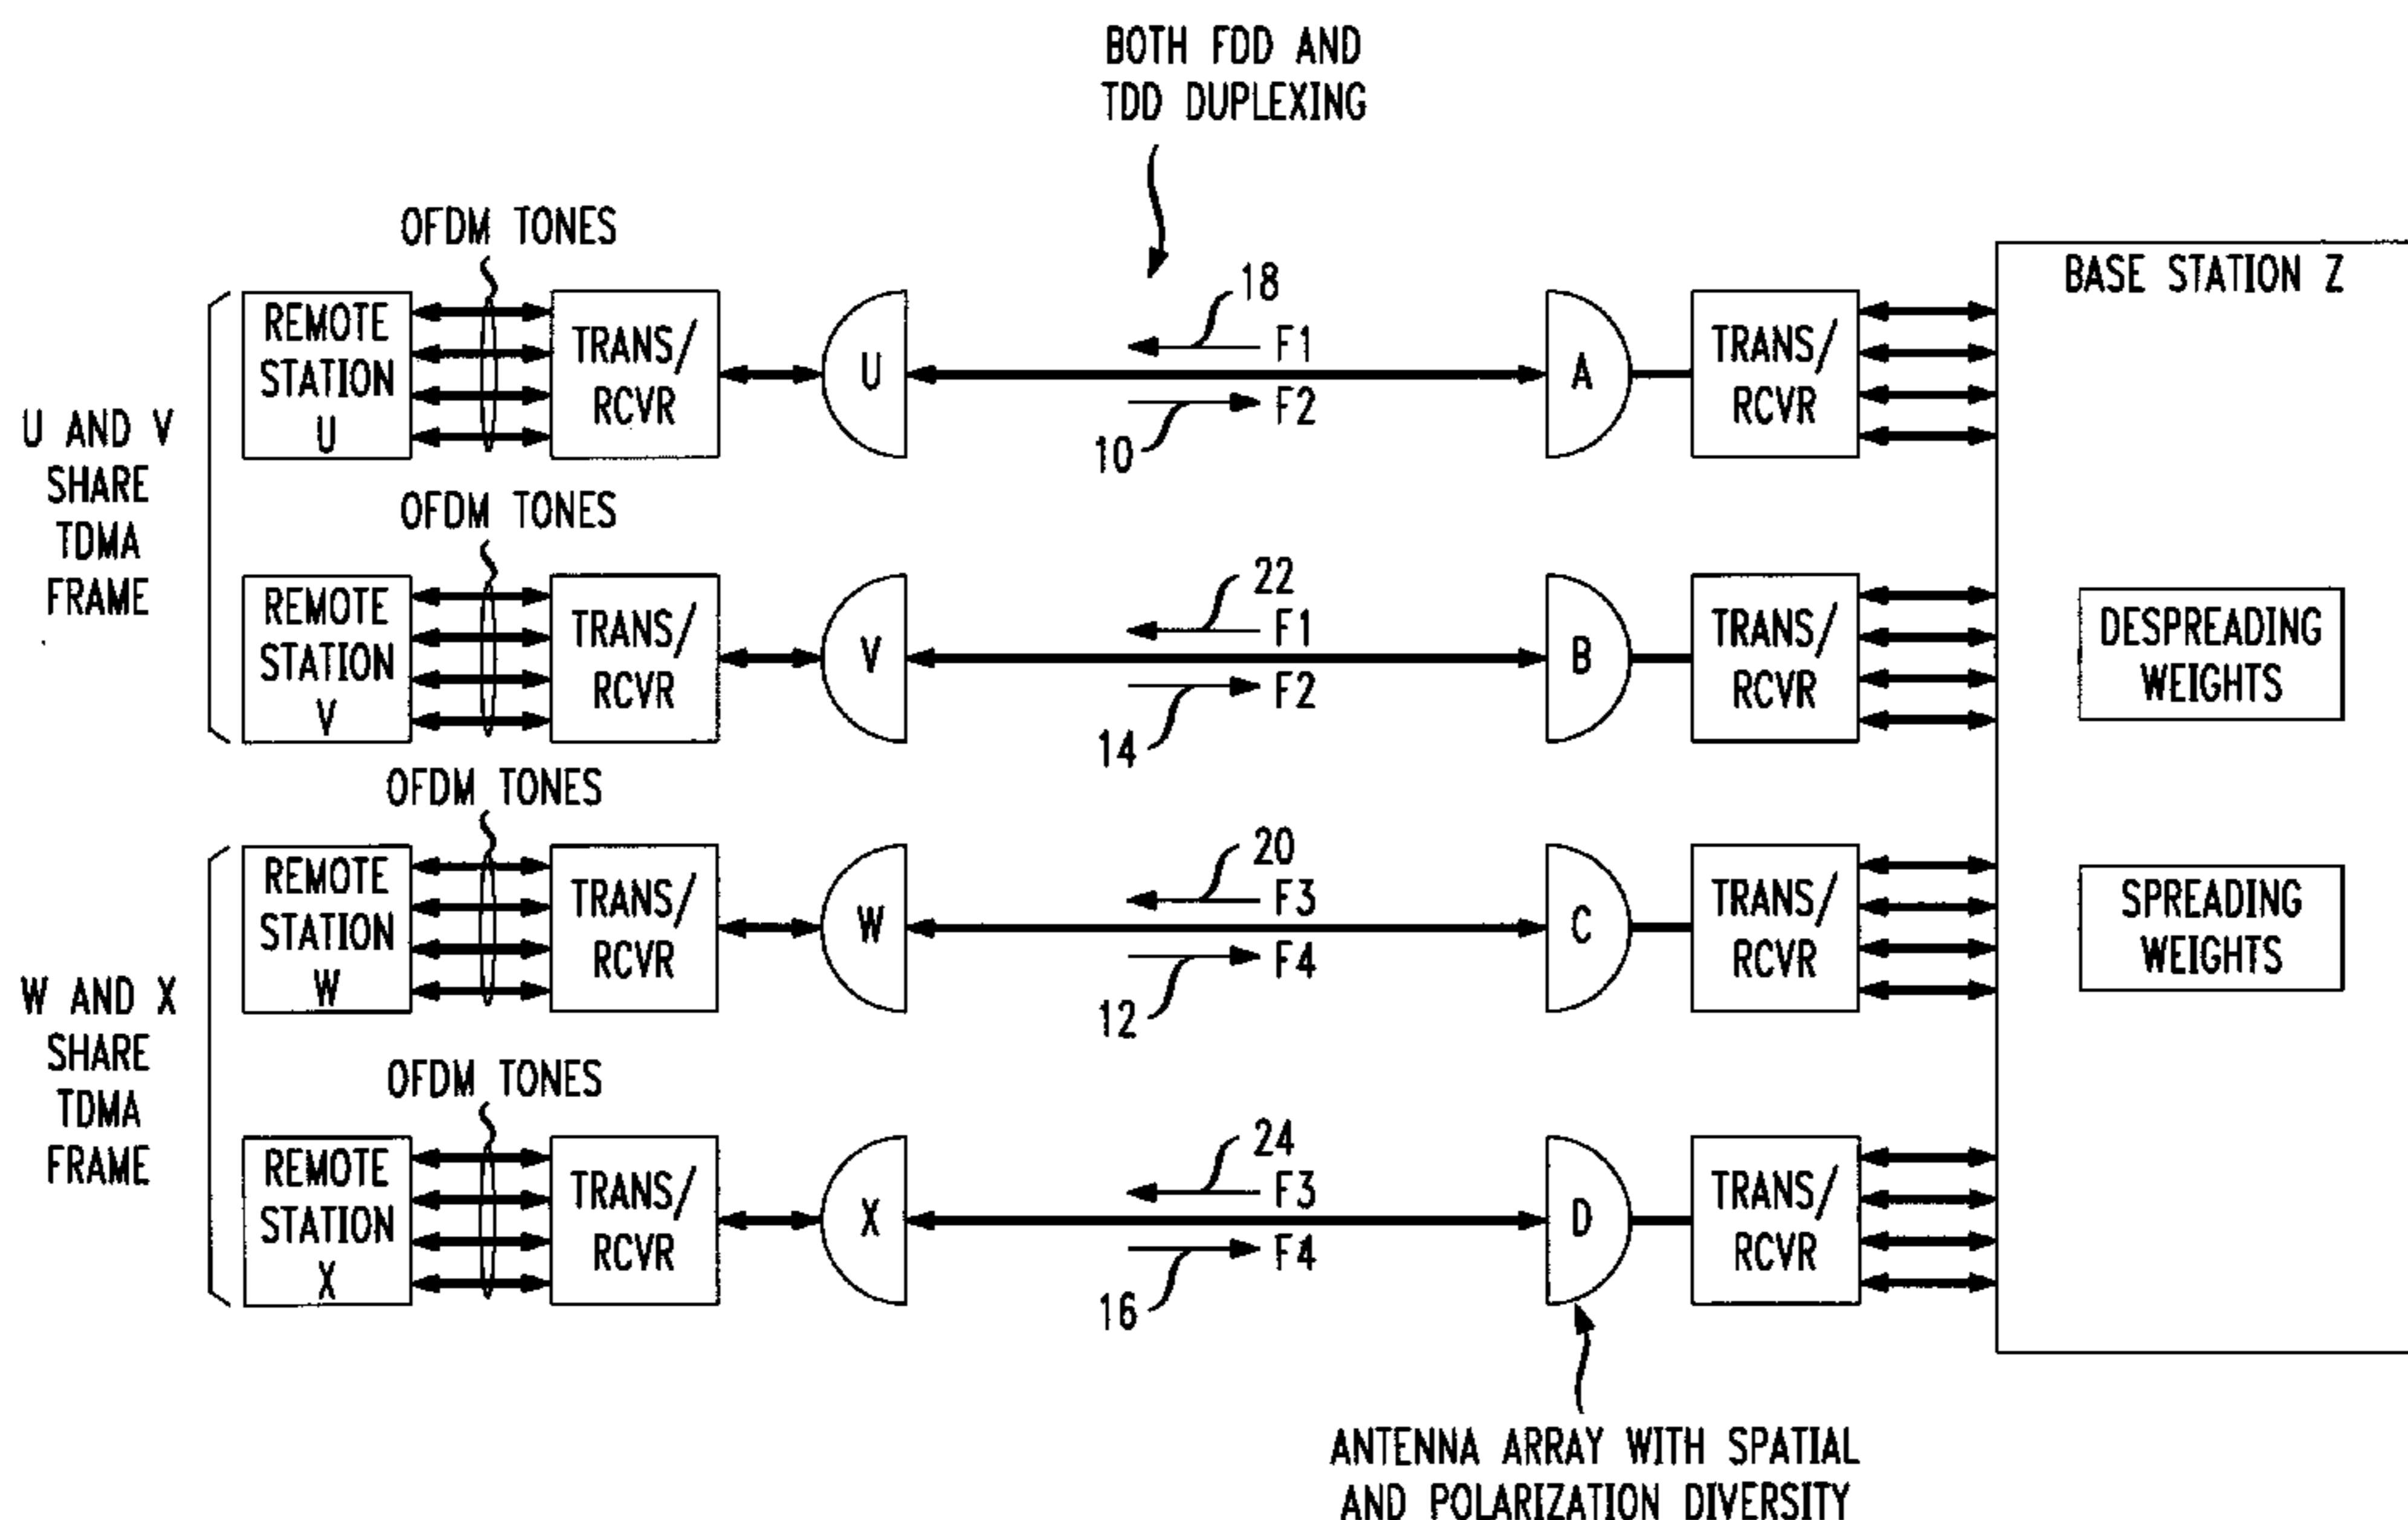 BOTH FDD AND
TDD DUPLEXING
OFDM TONES
18
BASE STATION Z
REMOTE
STATION
U
TRANS/
RCVR
U
F1
F2
A
TRANS/
RCVR
10
U AND V
SHARE
TDMA
FRAME
OFDM TONES
22
REMOTE
STATION
V
TRANS/
RCVR
V
F1
F2
B
TRANS/
RCVR
DESPREADING
WEIGHTS
14
OFDM TONES
20
REMOTE
STATION
W
TRANS/
RCVR
W
F3
F4
C
TRANS/
RCVR
SPREADING
WEIGHTS
12
W AND X
SHARE
TDMA
FRAME
OFDM TONES
24
REMOTE
STATION
X
TRANS/
RCVR
X
F3
F4
D
TRANS/
RCVR
16
ANTENNA ARRAY WITH SPATIAL
AND POLARIZATION DIVERSITY